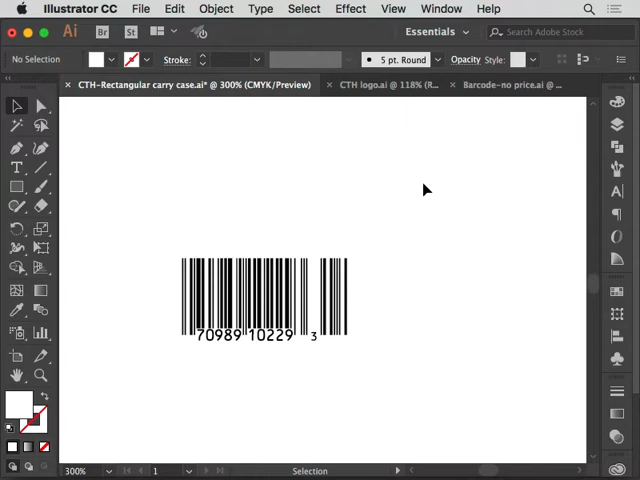 Illustrator CC File Edit Object Type Select Effect View Window Help
Ai Br St Essentials Search Adobe Stock
No Selection Stroke: 5 pt. Round Opacity Style:
CTH-Rectangular carry case.ai* @ 300% (CMYK/Preview) CTH logo.ai @ 118% (R... Barcode-no price.ai @ ...
70989 10229 3
300% 1 Selection